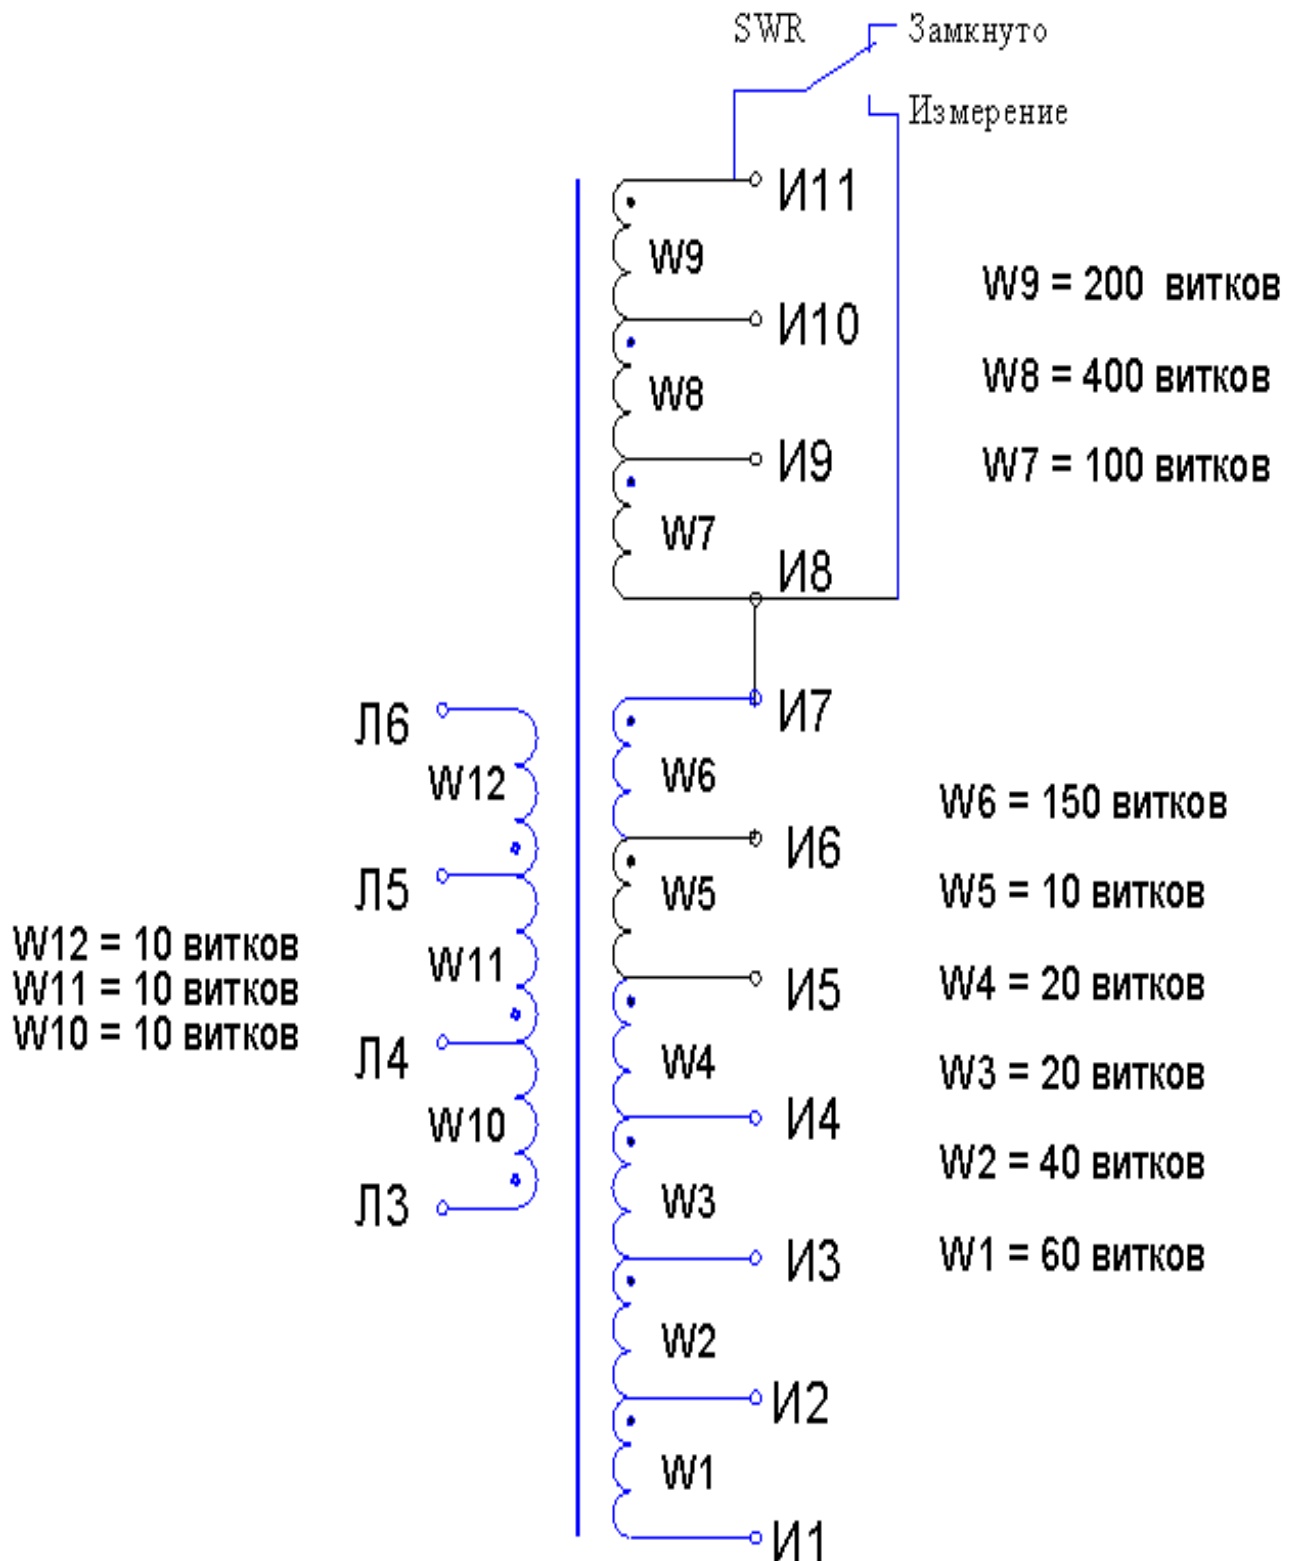 SWR
Замкнуто
Измерение
И11
W9
И10
W8
И9
W7
И8
W9 = 200 витков
W8 = 400 витков
W7 = 100 витков
Л6
W12
Л5
W11
Л4
W10
Л3
W12 = 10 витков
W11 = 10 витков
W10 = 10 витков
И7
W6
И6
W5
И5
W4
И4
W3
И3
W2
И2
W1
И1
W6 = 150 витков
W5 = 10 витков
W4 = 20 витков
W3 = 20 витков
W2 = 40 витков
W1 = 60 витков